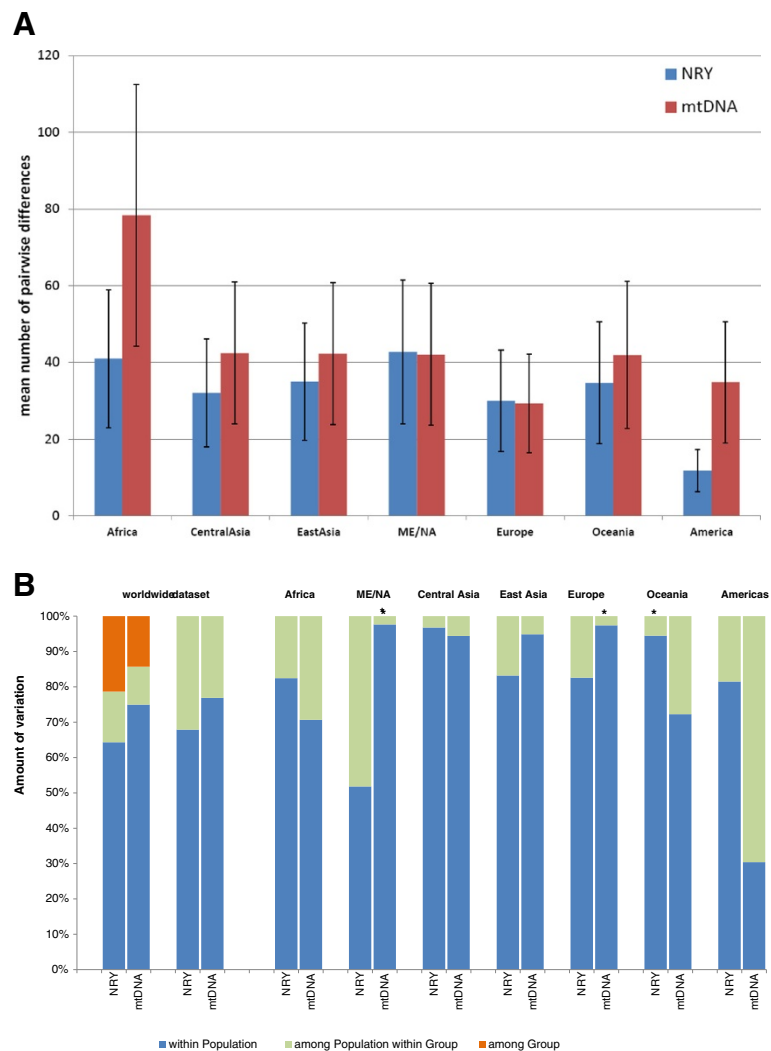 A
mean number of pairwise differences
120
100
80
60
40
20
0
NRY
mtDNA
Africa
CentralAsia
EastAsia
ME/NA
Europe
Oceania
America
B
worldwidedataset
Africa
ME/NA
Central Asia
East Asia
Europe
Oceania
Americas
*
*
*
Amount of variation
100%
90%
80%
70%
60%
50%
40%
30%
20%
10%
0%
NRY
mtDNA
NRY
mtDNA
NRY
mtDNA
NRY
mtDNA
NRY
mtDNA
NRY
mtDNA
NRY
mtDNA
NRY
mtDNA
NRY
mtDNA
within Population
among Population within Group
among Group